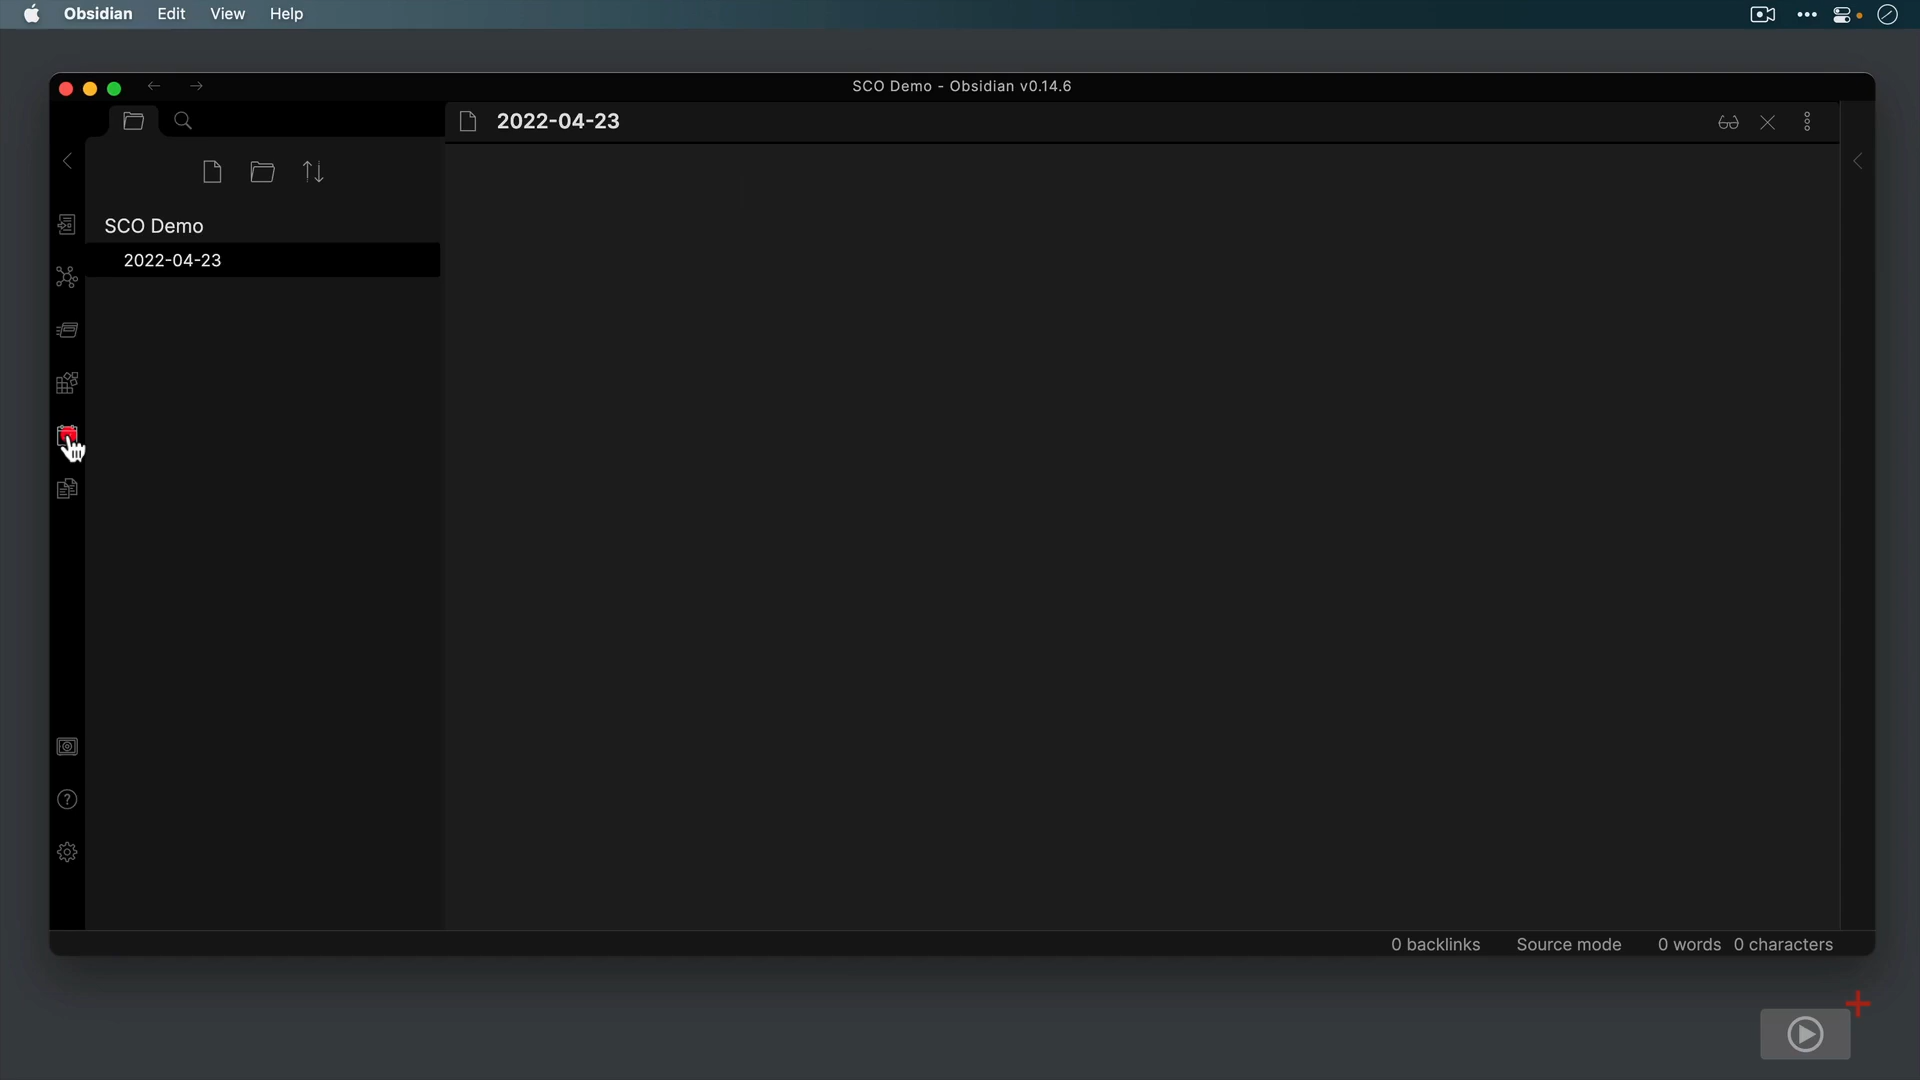 Obsidian Edit View Help
SCO Demo - Obsidian v0.14.6
2022-04-23
SCO Demo
2022-04-23
0 backlinks Source mode 0 words 0 characters